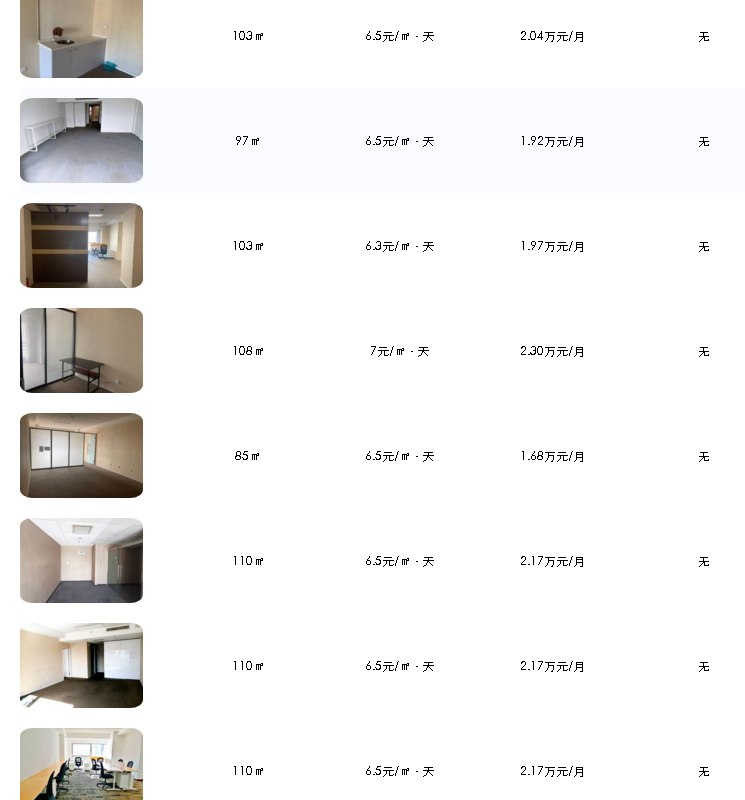 103㎡ 6.5元/㎡·天 2.04万元/月 无
97㎡ 6.5元/㎡·天 1.92万元/月 无
103㎡ 6.3元/㎡·天 1.97万元/月 无
108㎡ 7元/㎡·天 2.30万元/月 无
85㎡ 6.5元/㎡·天 1.68万元/月 无
110㎡ 6.5元/㎡·天 2.17万元/月 无
110㎡ 6.5元/㎡·天 2.17万元/月 无
110㎡ 6.5元/㎡·天 2.17万元/月 无